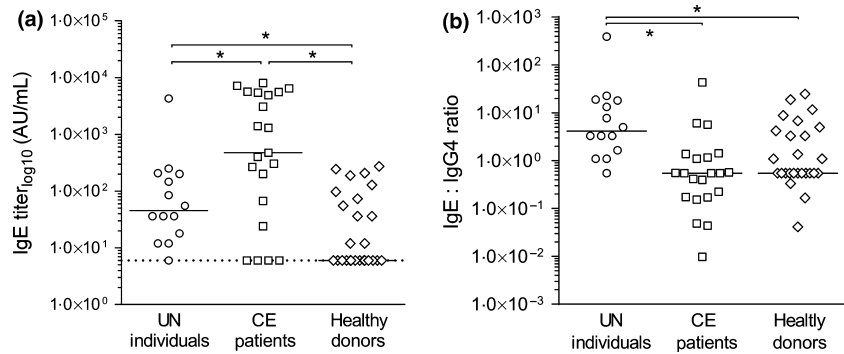 (a)
*
*
*
1·0×10⁵
1·0×10⁴
1·0×10³
1·0×10²
1·0×10¹
1·0×10⁰
IgE titer log10 (AU/mL)
UN individuals
CE patients
Healthy donors
(b)
*
*
1·0×10³
1·0×10²
1·0×10¹
1·0×10⁰
1·0×10⁻¹
1·0×10⁻²
1·0×10⁻³
IgE : IgG4 ratio
UN individuals
CE patients
Healtly donors